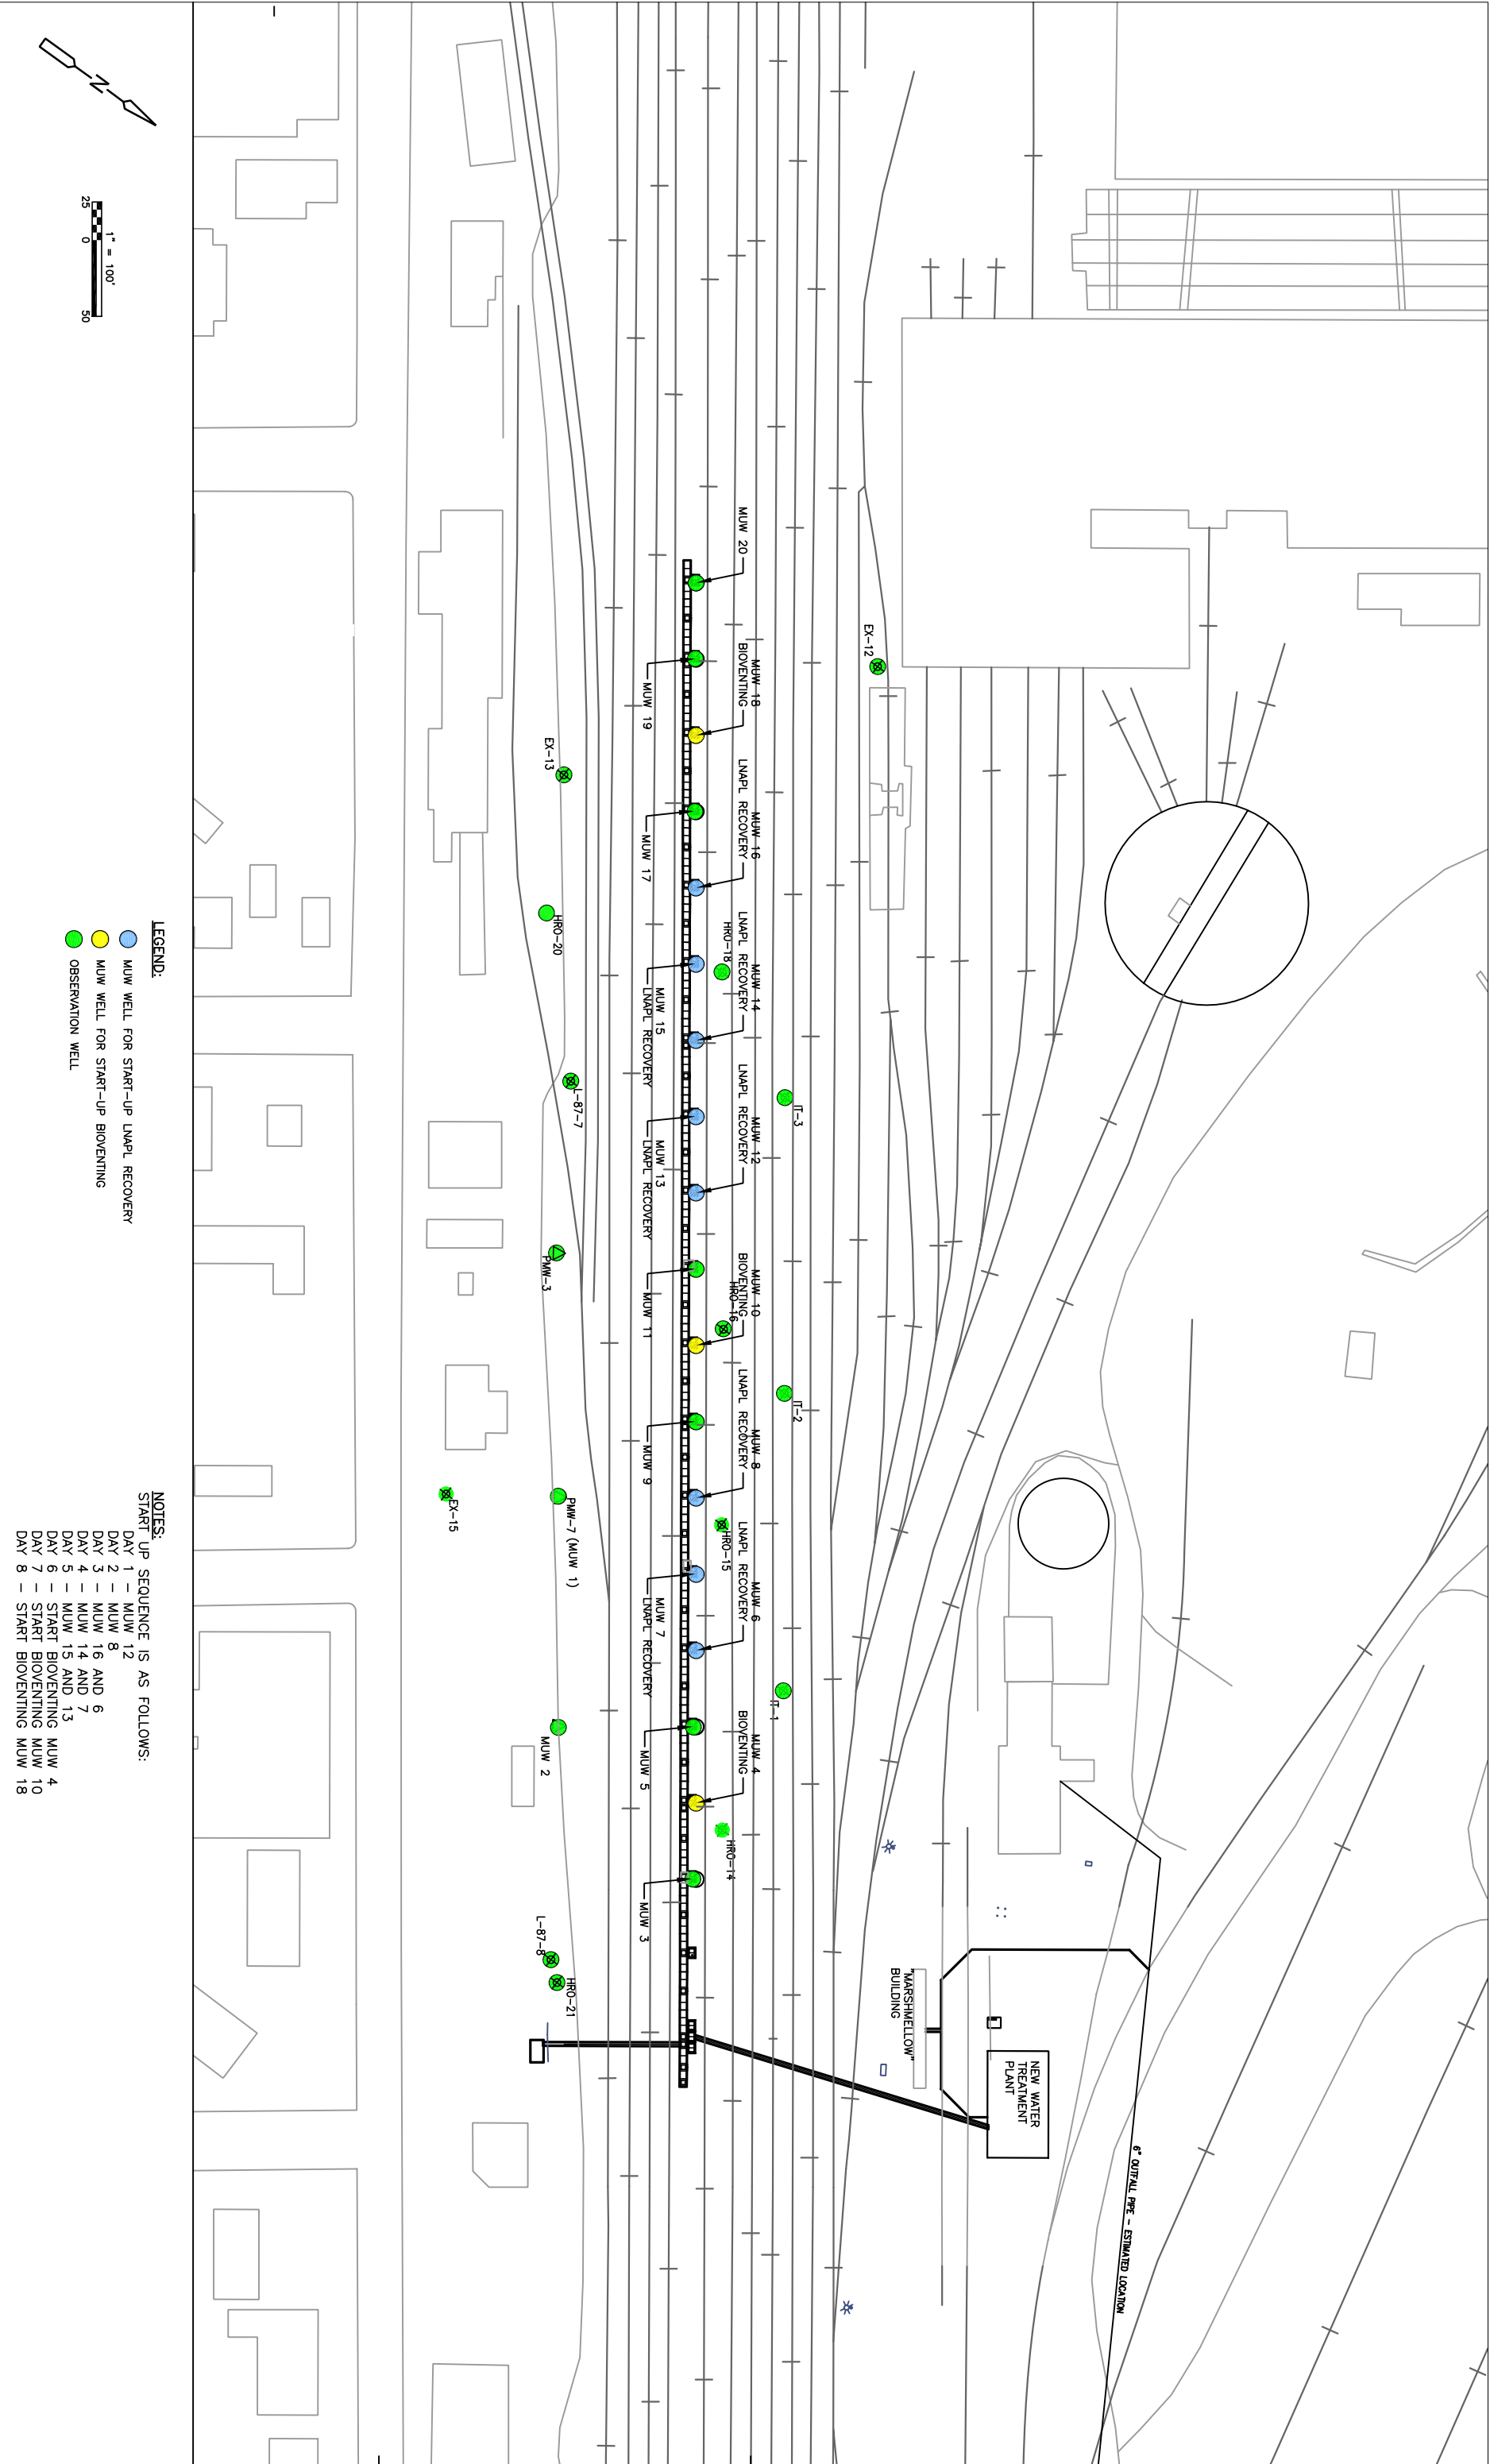 N
25
0
50
1" = 100'
MUW 20
MUW 19
MUW 18
BIOVENTING
MUW 17
MUW 16
LNAPL RECOVERY
MUW 15
LNAPL RECOVERY
MUW 14
LNAPL RECOVERY
MUW 13
LNAPL RECOVERY
MUW 12
LNAPL RECOVERY
MUW 11
MUW 10
BIOVENTING
MUW 9
MUW 8
LNAPL RECOVERY
MUW 7
LNAPL RECOVERY
MUW 6
LNAPL RECOVERY
MUW 5
MUW 4
BIOVENTING
MUW 3
MUW 2
PMW-7 (MUW 1)
EX-12
EX-13
EX-15
HRO-20
HRO-18
HRO-16
HRO-15
HRO-14
HRO-21
L-87-7
L-87-8
PMW-3
IT-3
IT-2
IT-1
"MARSHMELLOW"
BUILDING
NEW WATER
TREATMENT
PLANT
6" OUTFALL PIPE - ESTIMATED LOCATION
LEGEND:
MUW WELL FOR START-UP LNAPL RECOVERY
MUW WELL FOR START-UP BIOVENTING
OBSERVATION WELL
NOTES:
START UP SEQUENCE IS AS FOLLOWS:
DAY 1 - MUW 12
DAY 2 - MUW 8
DAY 3 - MUW 16 AND 6
DAY 4 - MUW 14 AND 7
DAY 5 - MUW 15 AND 13
DAY 6 - START BIOVENTING MUW 4
DAY 7 - START BIOVENTING MUW 10
DAY 8 - START BIOVENTING MUW 18